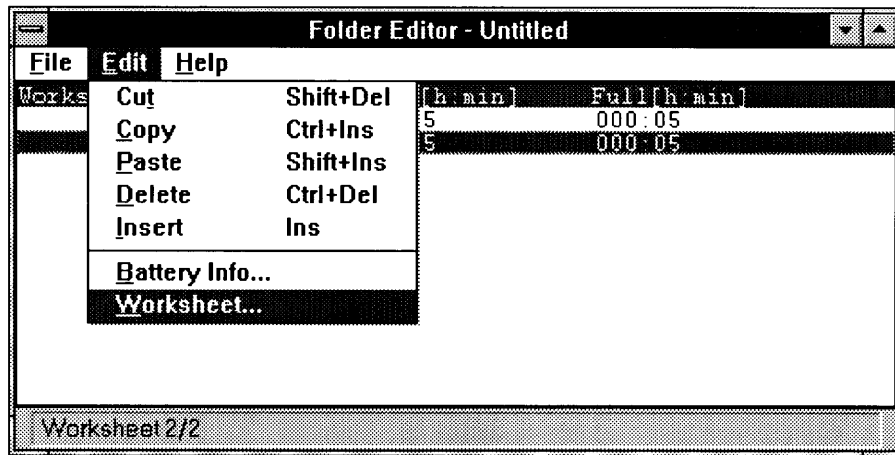 Folder Editor - Untitled
File Edit Help
Works [h:min] Full[h:min]
5 000:05
5 000:05
Cut Shift+Del
Copy Ctrl+Ins
Paste Shift+Ins
Delete Ctrl+Del
Insert Ins
Battery Info...
Worksheet...
Worksheet 2/2